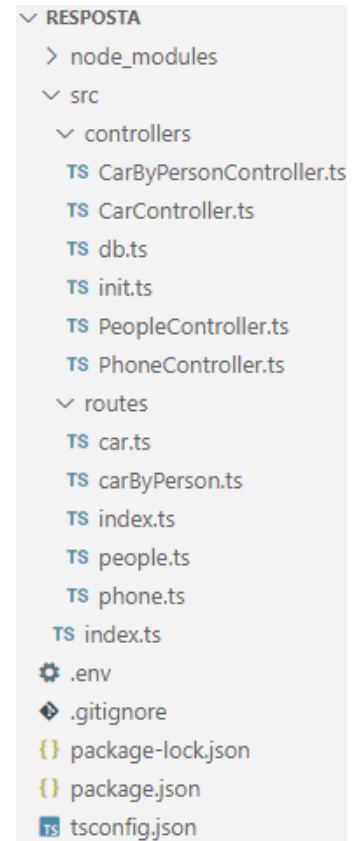 RESPOSTA
node_modules
src
controllers
TS CarByPersonController.ts
TS CarController.ts
TS db.ts
TS init.ts
TS PeopleController.ts
TS PhoneController.ts
routes
TS car.ts
TS carByPerson.ts
TS index.ts
TS people.ts
TS phone.ts
TS index.ts
.env
.gitignore
{} package-lock.json
{} package.json
TS tsconfig.json